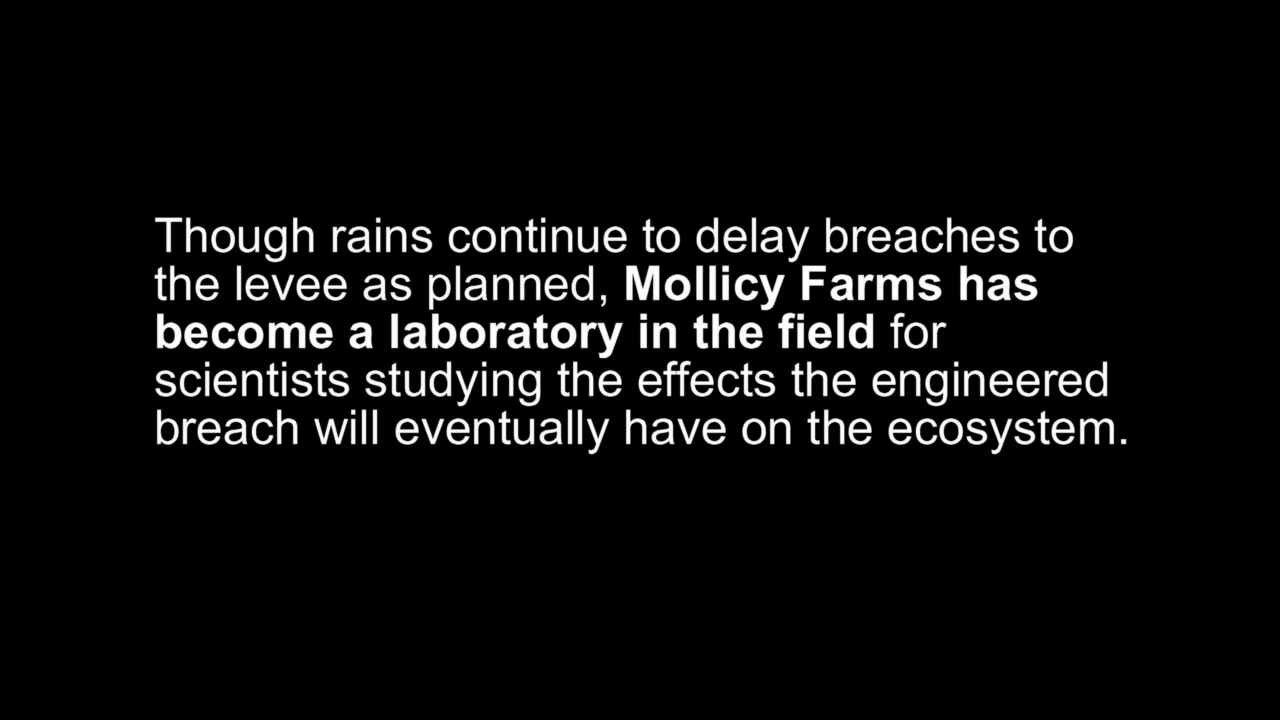 Though rains continue to delay breaches to
the levee as planned, Mollicy Farms has
become a laboratory in the field for
scientists studying the effects the engineered
breach will eventually have on the ecosystem.